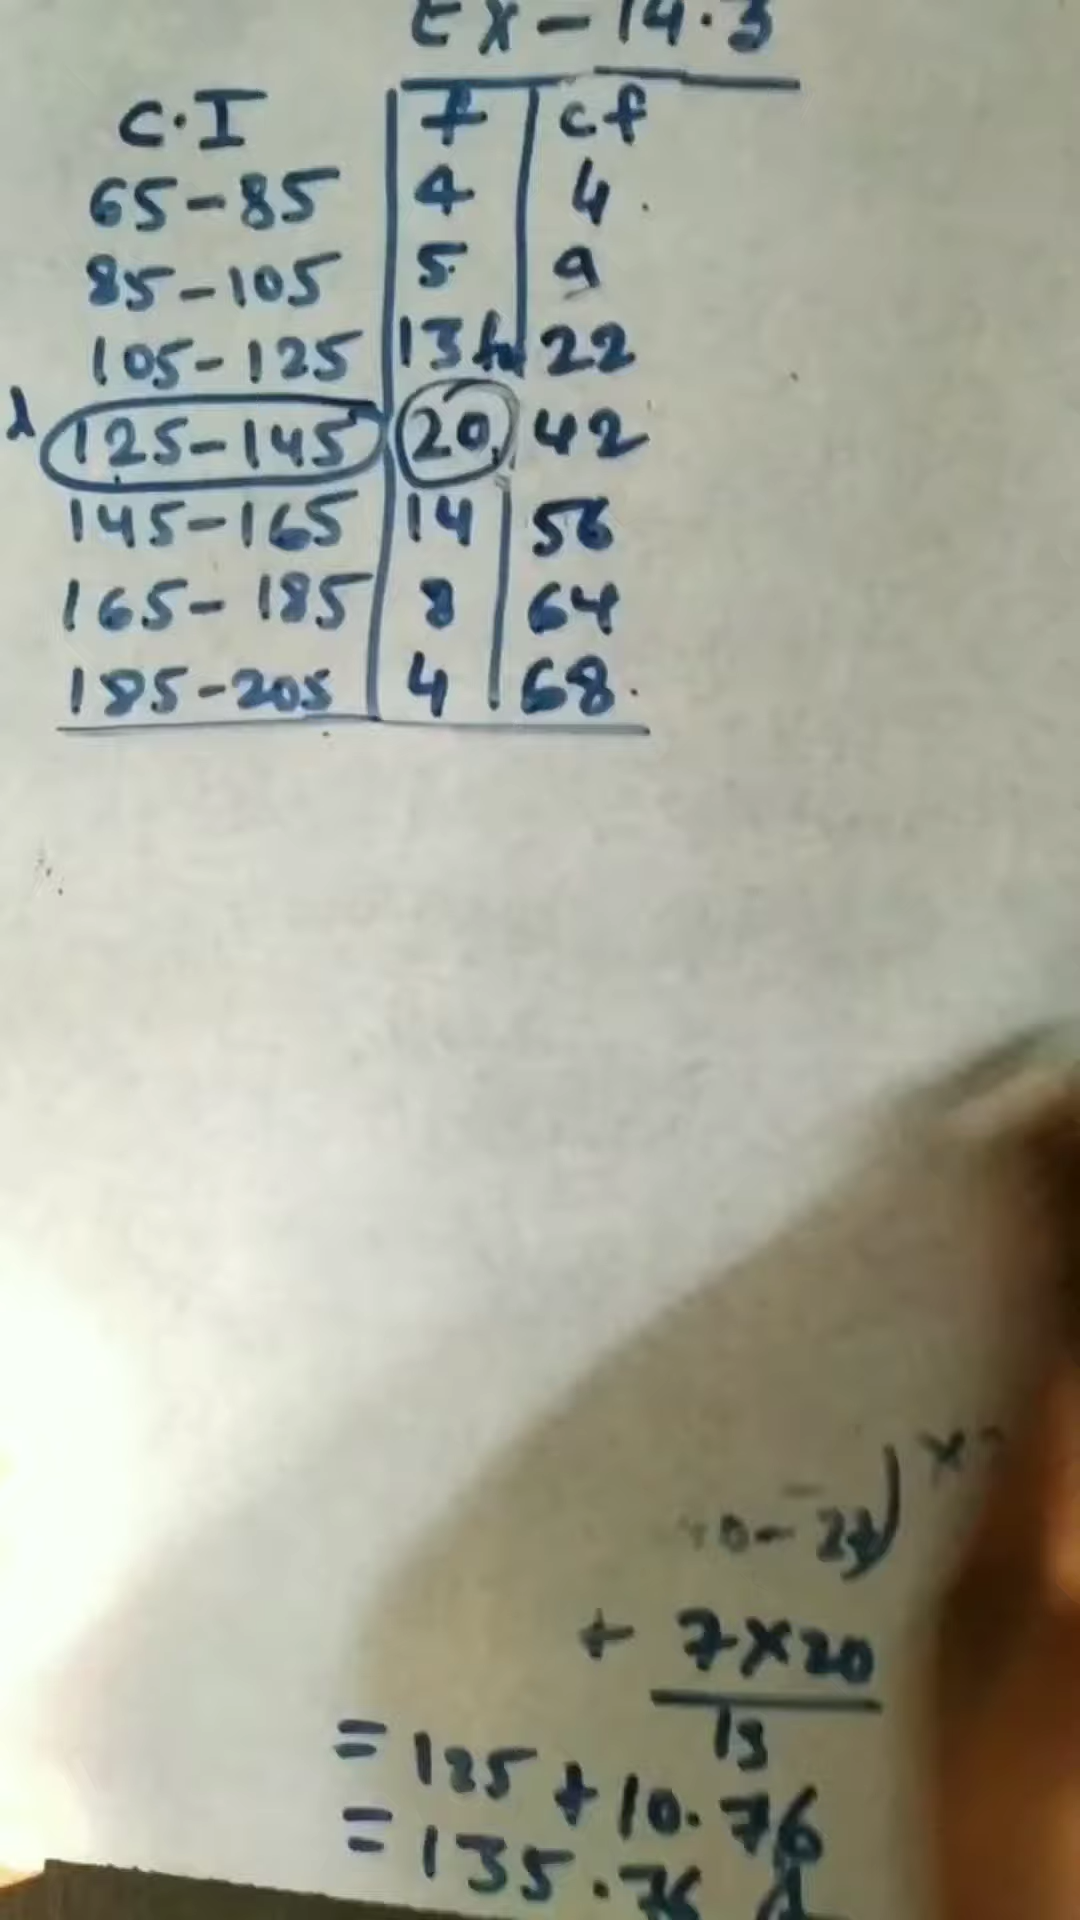 Ex - 14.3
C.I f cf
65-85 4 4
85-105 5 9
105-125 13 22
125-145 20 42
145-165 14 56
165-185 8 64
185-205 4 68
+ 7x20
13
= 125 + 10.76
= 135.76